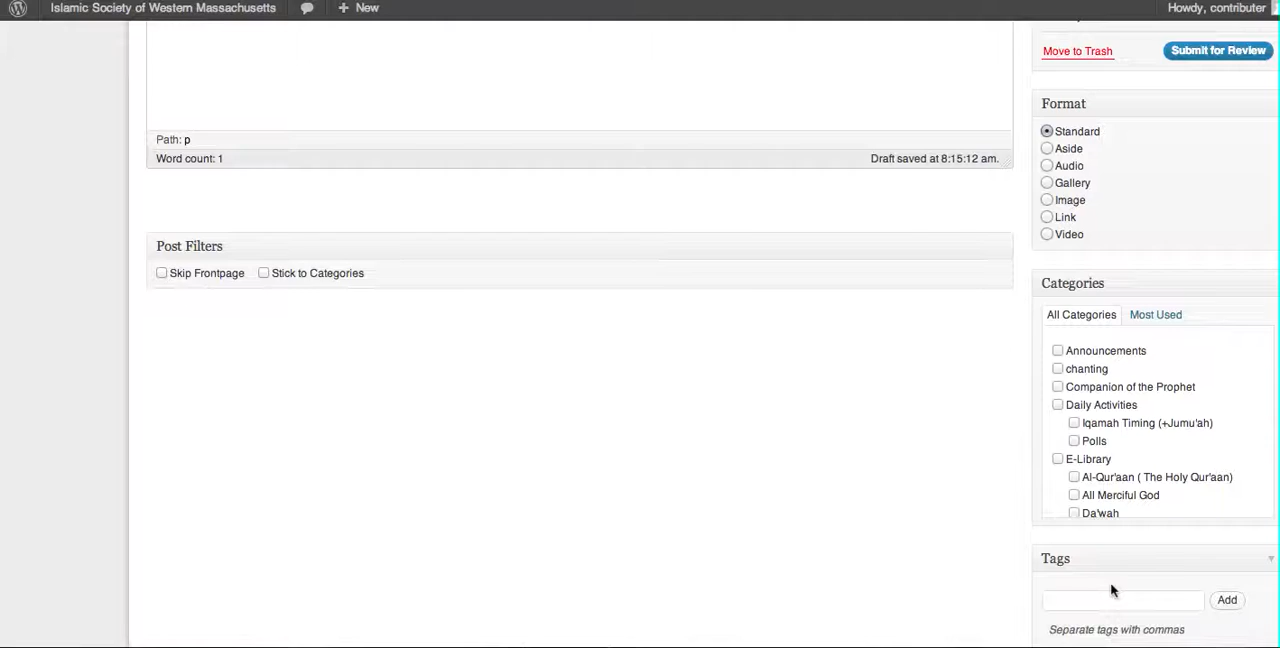 Islamic Society of Western Massachusetts New Howdy, contributer
Move to Trash Submit for Review
Format
Path: p
Standard
Aside
Word count: 1 Draft saved at 8:15:12 am.
Audio
Gallery
Image
Link
Video
Post Filters
Skip Frontpage Stick to Categories
Categories
All Categories Most Used
Announcements
chanting
Companion of the Prophet
Daily Activities
Iqamah Timing (+Jumu'ah)
Polls
E-Library
Al-Qur'aan ( The Holy Qur'aan)
All Merciful God
Da'wah
Tags
Add
Separate tags with commas